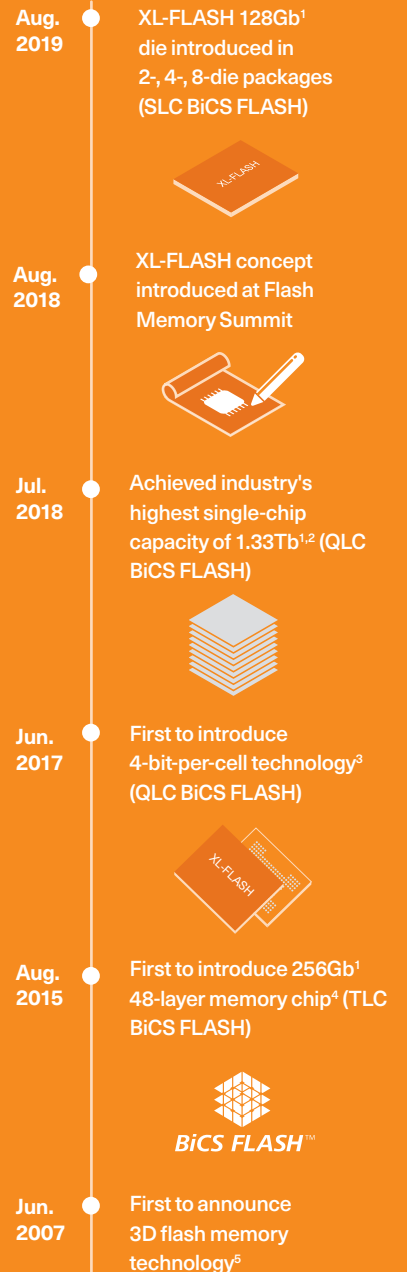 Aug.
2019
XL-FLASH 128Gb¹
die introduced in
2-, 4-, 8-die packages
(SLC BiCS FLASH)
XL-FLASH
Aug.
2018
XL-FLASH concept
introduced at Flash
Memory Summit
Jul.
2018
Achieved industry's
highest single-chip
capacity of 1.33Tb¹,² (QLC
BiCS FLASH)
Jun.
2017
First to introduce
4-bit-per-cell technology³
(QLC BiCS FLASH)
XL-FLASH
Aug.
2015
First to introduce 256Gb¹
48-layer memory chip⁴ (TLC
BiCS FLASH)
BiCS FLASH™
Jun.
2007
First to announce
3D flash memory
technology⁵